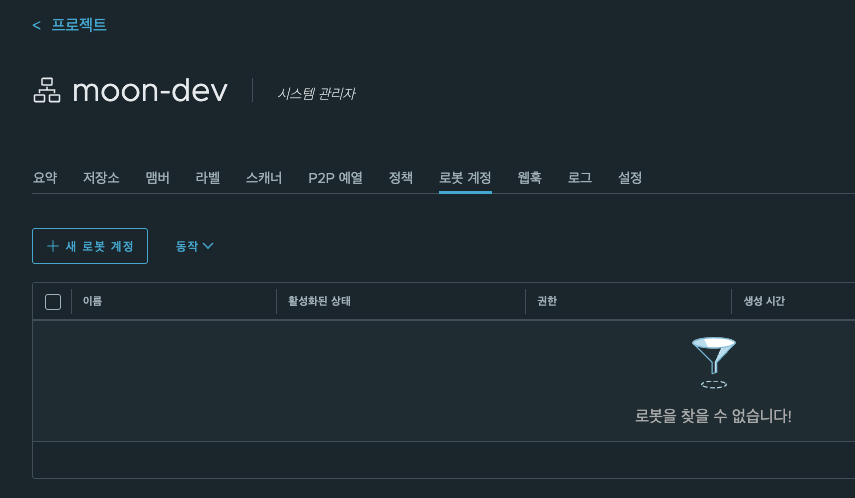 < 프로젝트
moon-dev 시스템 관리자
요약 저장소 맴버 라벨 스캐너 P2P 예열 정책 로봇 계정 웹훅 로그 설정
+ 새 로봇 계정 동작
이름 활성화된 상태 권한 생성 시간
로봇을 찾을 수 없습니다!